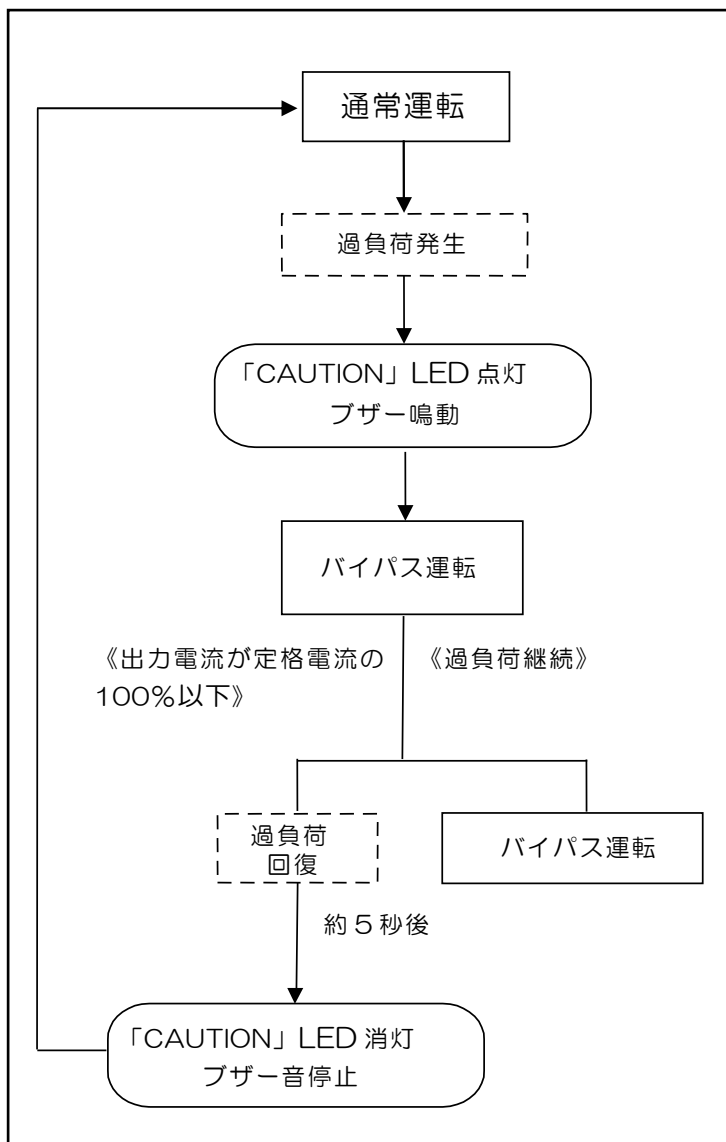 通常運転
過負荷発生
「CAUTION」LED 点灯
ブザー鳴動
バイパス運転
《出力電流が定格電流の
100%以下》
《過負荷継続》
過負荷
回復
バイパス運転
約5秒後
「CAUTION」LED 消灯
ブザー音停止